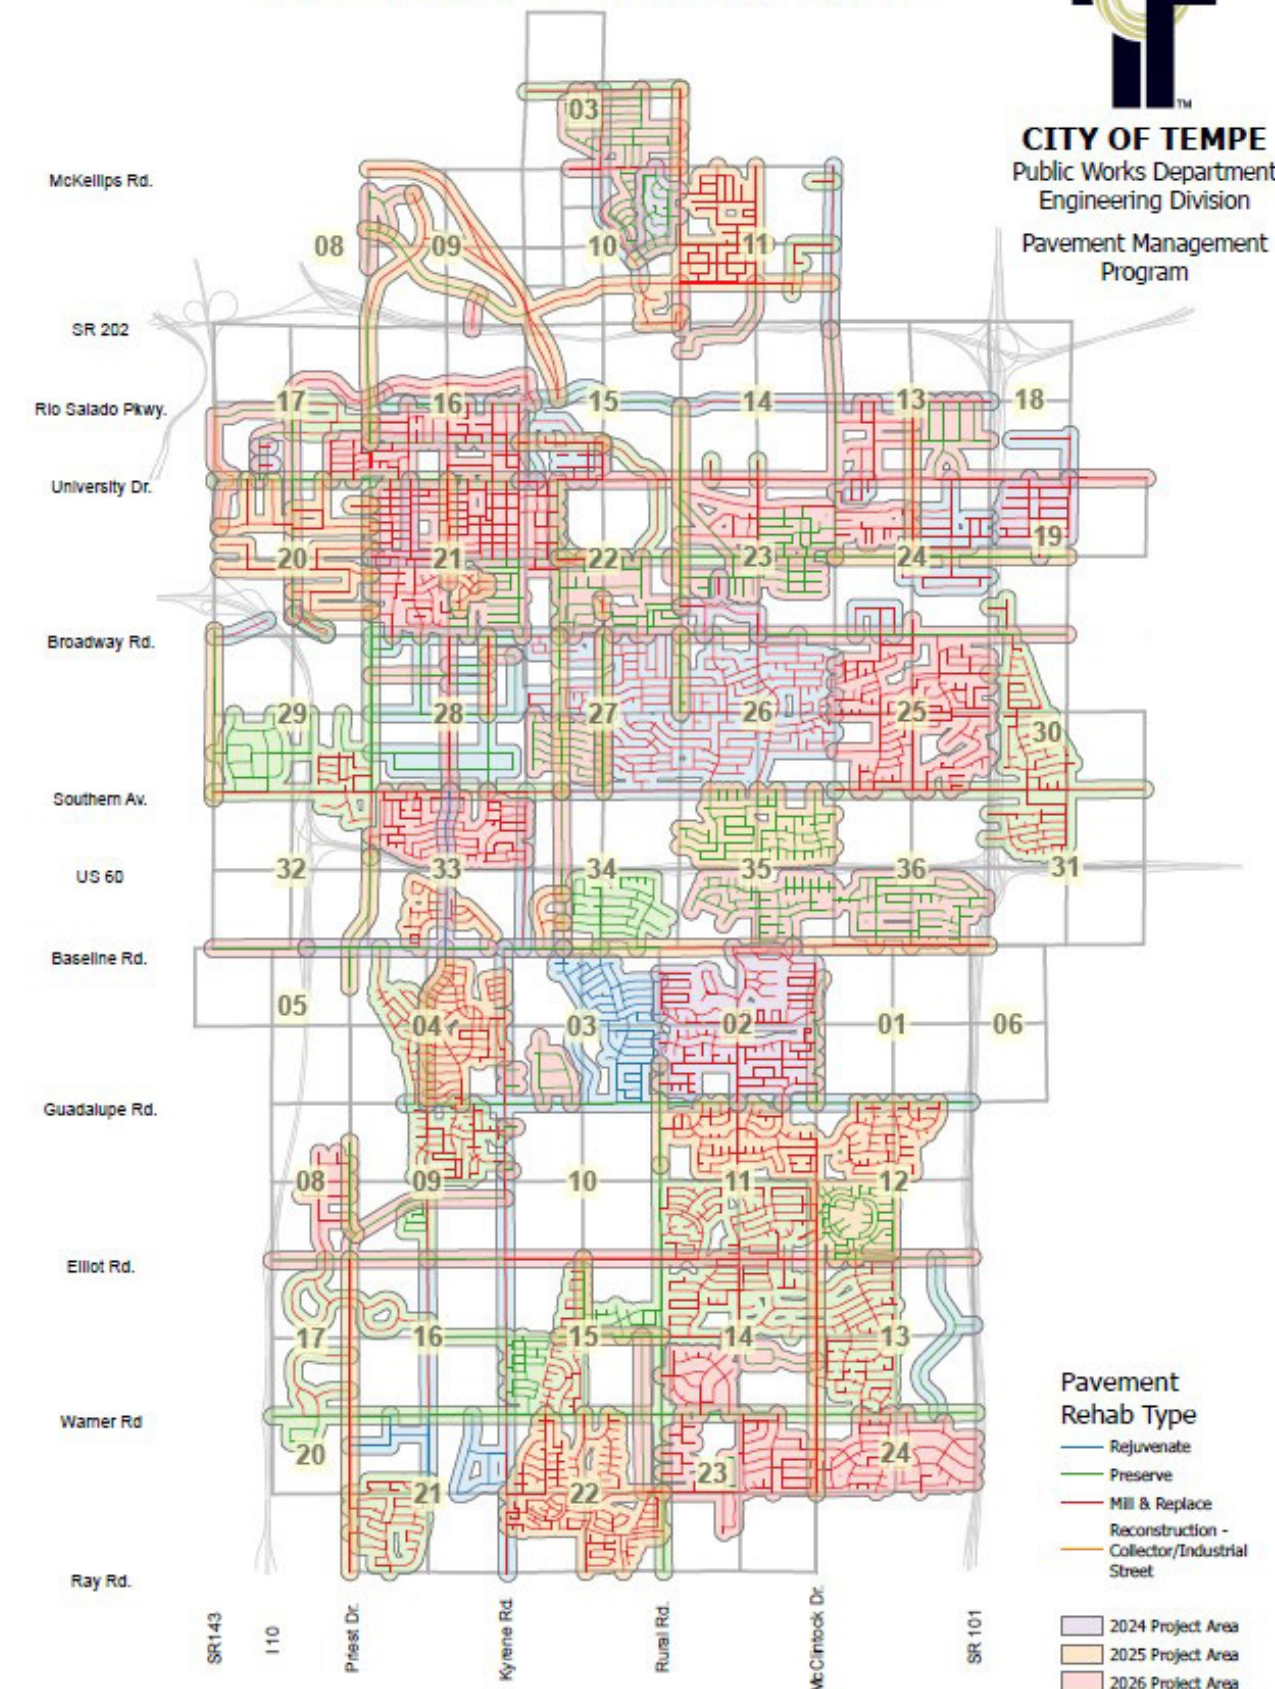 TM
CITY OF TEMPE
Public Works Department
Engineering Division
Pavement Management
Program
03
McKellips Rd.
08
09
10
11
SR 202
17
16
15
14
13
18
Rio Salado Pkwy.
University Dr.
20
21
22
23
24
19
Broadway Rd.
29
28
27
26
25
30
Southern Av.
32
33
34
35
36
31
US 60
Baseline Rd.
05
04
03
02
01
06
Guadalupe Rd.
08
09
10
11
12
Elliot Rd.
17
16
15
14
13
Warner Rd
20
21
22
23
24
Ray Rd.
SR143
I10
Priest Dr.
Kyrene Rd.
Rural Rd.
McClintock Dr.
SR 101
Pavement
Rehab Type
Rejuvenate
Preserve
Mill & Replace
Reconstruction -
Collector/Industrial
Street
2024 Project Area
2025 Project Area
2026 Project Area